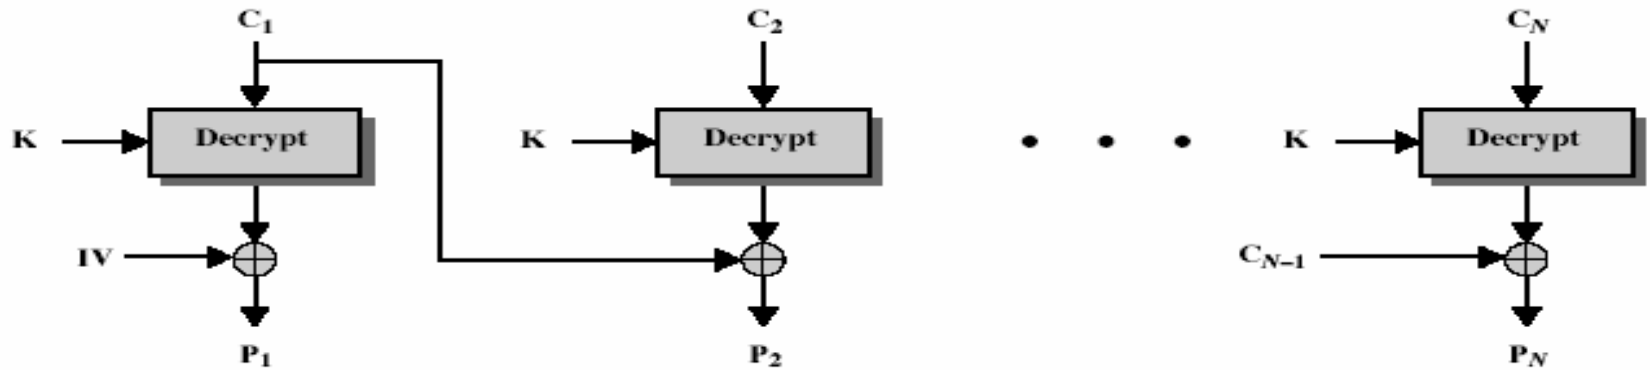 C1 C2 CN
K Decrypt K Decrypt K Decrypt
IV CN–1
P1 P2 PN